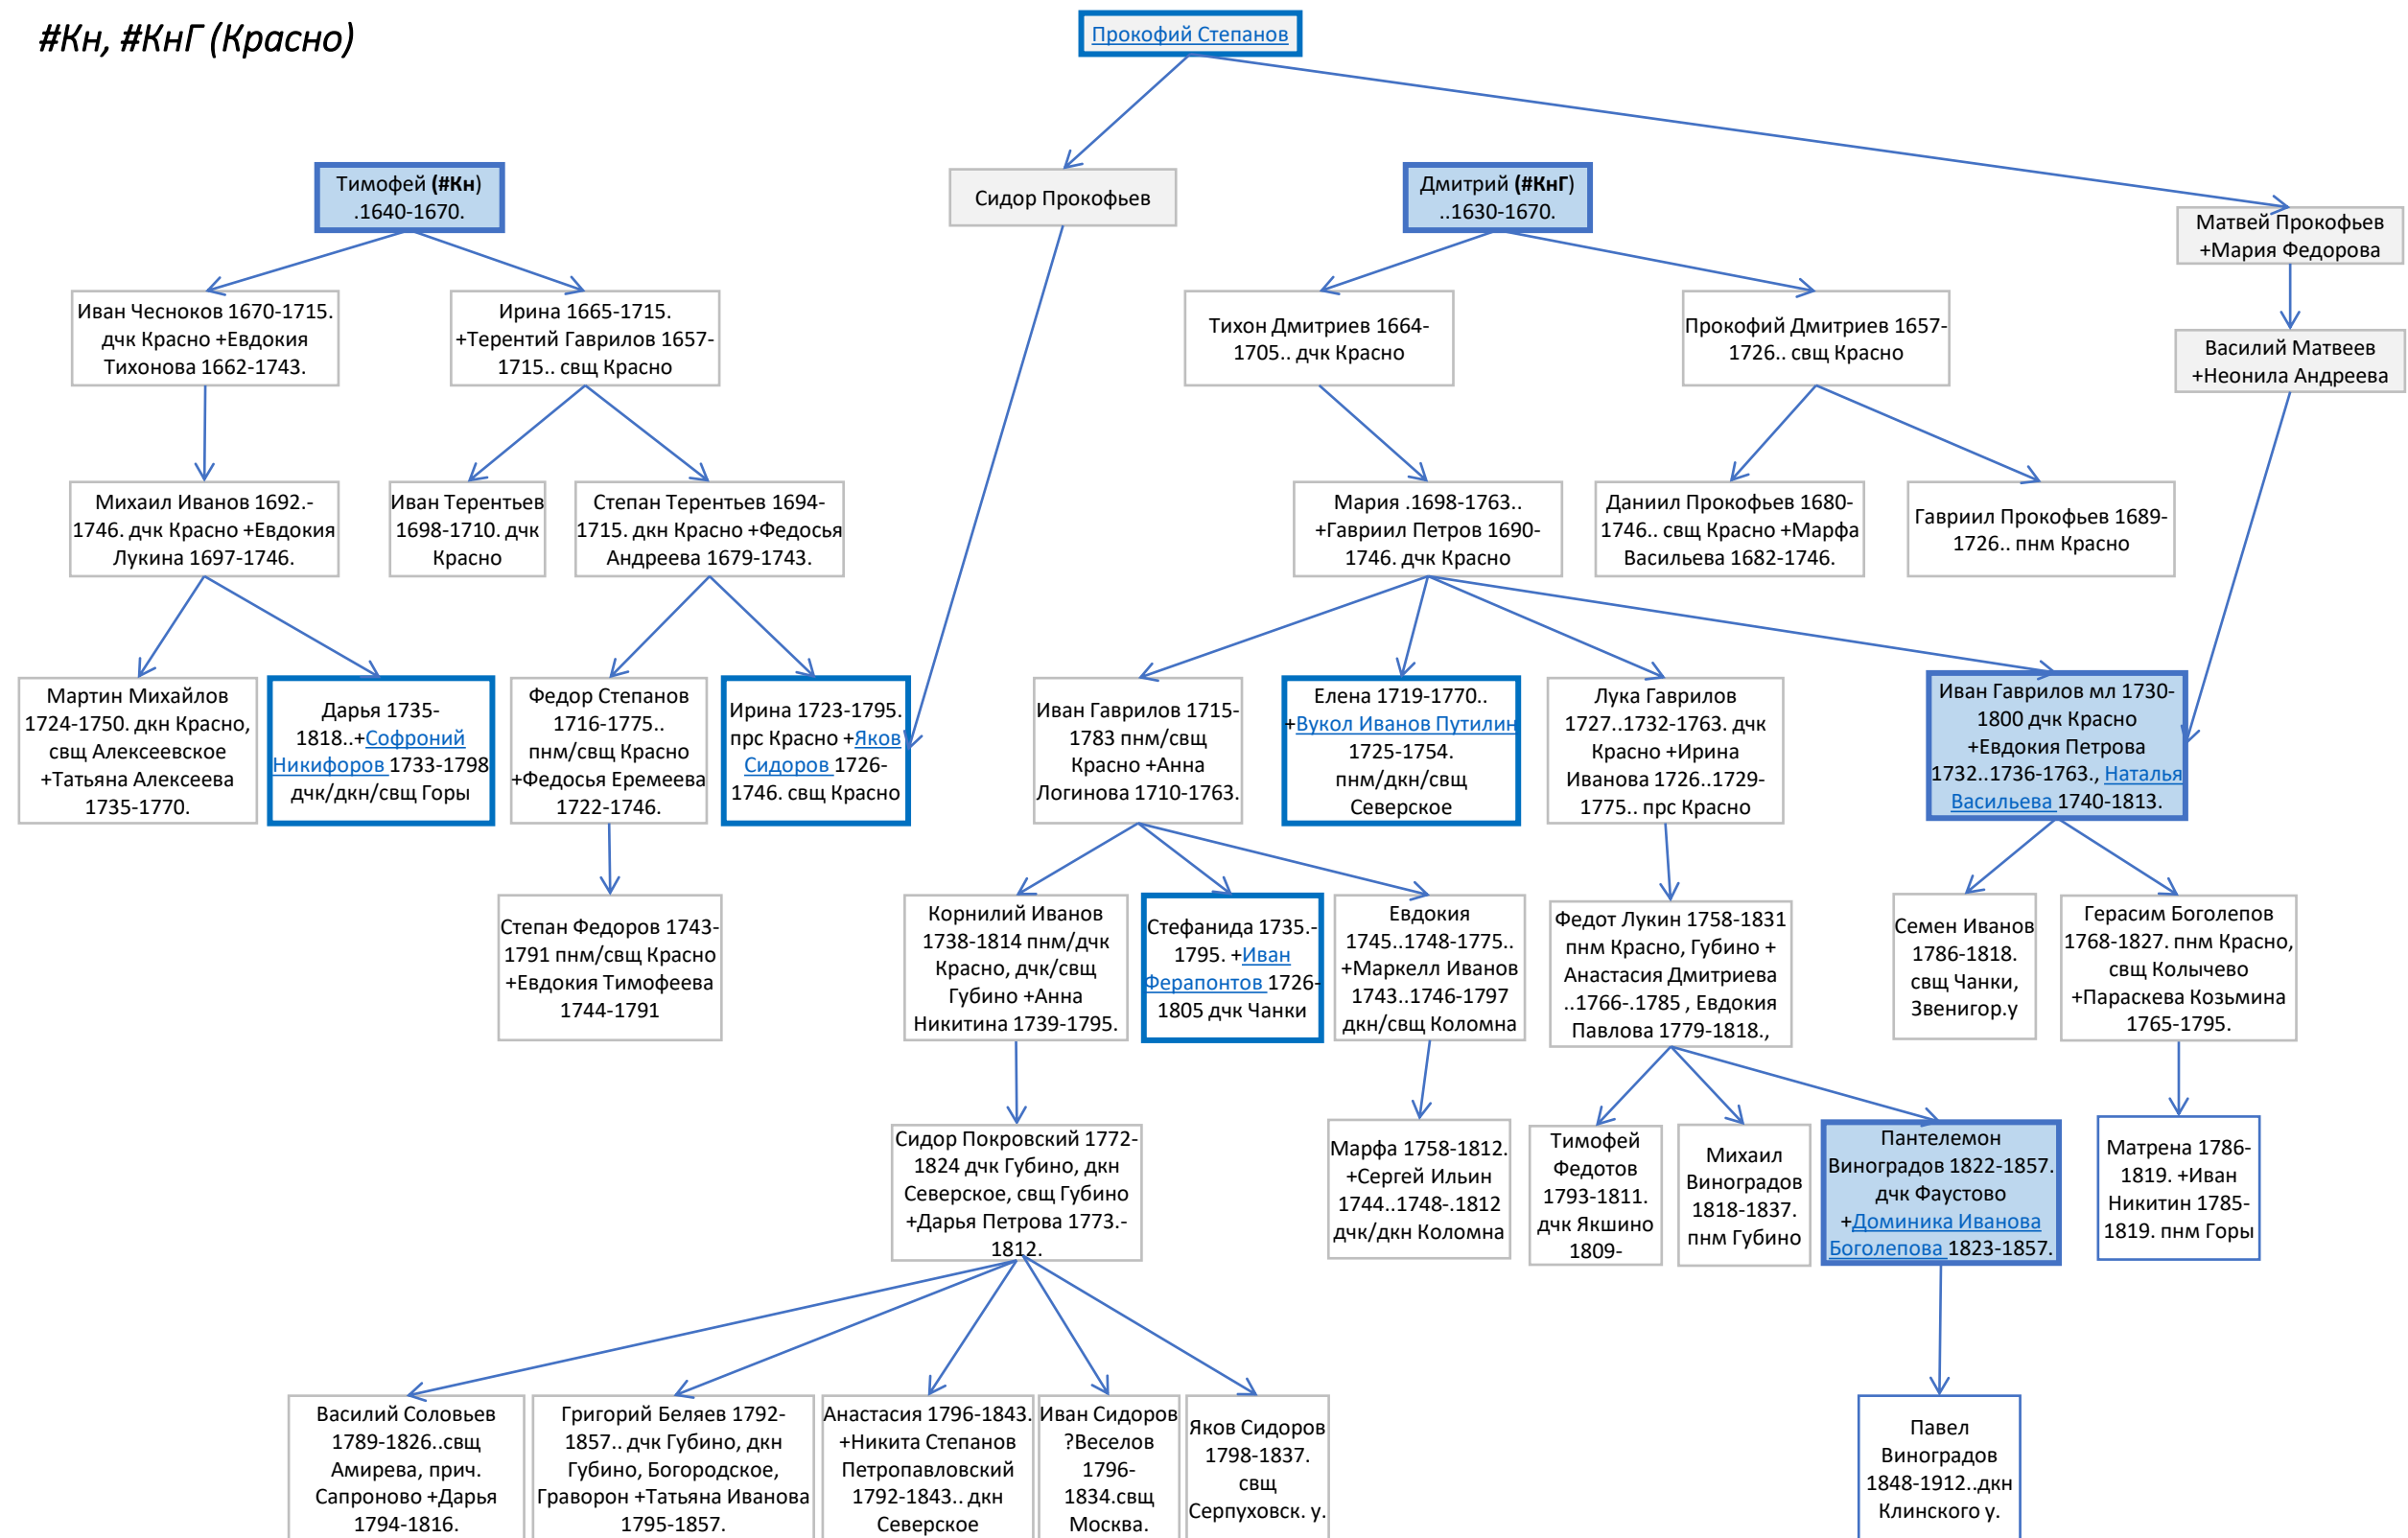 #Кн, #КнГ (Красно)
Прокофий Степанов
Тимофей (#Кн)
.1640-1670.
Сидор Прокофьев
Дмитрий (#КнГ)
..1630-1670.
Матвей Прокофьев
+Мария Федорова
Иван Чесноков 1670-1715.
дчк Красно +Евдокия
Тихонова 1662-1743.
Ирина 1665-1715.
+Терентий Гаврилов 1657-
1715.. свщ Красно
Тихон Дмитриев 1664-
1705.. дчк Красно
Прокофий Дмитриев 1657-
1726.. свщ Красно
Василий Матвеев
+Неонила Андреева
Михаил Иванов 1692.-
1746. дчк Красно +Евдокия
Лукина 1697-1746.
Иван Терентьев
1698-1710. дчк
Красно
Степан Терентьев 1694-
1715. дкн Красно +Федосья
Андреева 1679-1743.
Мария .1698-1763..
+Гавриил Петров 1690-
1746. дчк Красно
Даниил Прокофьев 1680-
1746.. свщ Красно +Марфа
Васильева 1682-1746.
Гавриил Прокофьев 1689-
1726.. пнм Красно
Мартин Михайлов
1724-1750. дкн Красно,
свщ Алексеевское
+Татьяна Алексеева
1735-1770.
Дарья 1735-
1818..+Софроний
Никифоров 1733-1798
дчк/дкн/свщ Горы
Федор Степанов
1716-1775..
пнм/свщ Красно
+Федосья Еремеева
1722-1746.
Ирина 1723-1795.
прс Красно +Яков
Сидоров 1726-
1746. свщ Красно
Иван Гаврилов 1715-
1783 пнм/свщ
Красно +Анна
Логинова 1710-1763.
Елена 1719-1770..
+Вукол Иванов Путилин
1725-1754.
пнм/дкн/свщ
Северское
Лука Гаврилов
1727..1732-1763. дчк
Красно +Ирина
Иванова 1726..1729-
1775.. прс Красно
Иван Гаврилов мл 1730-
1800 дчк Красно
+Евдокия Петрова
1732..1736-1763., Наталья
Васильева 1740-1813.
Степан Федоров 1743-
1791 пнм/свщ Красно
+Евдокия Тимофеева
1744-1791
Корнилий Иванов
1738-1814 пнм/дчк
Красно, дчк/свщ
Губино +Анна
Никитина 1739-1795.
Стефанида 1735.-
1795. +Иван
Ферапонтов 1726-
1805 дчк Чанки
Евдокия
1745..1748-1775..
+Маркелл Иванов
1743..1746-1797
дкн/свщ Коломна
Федот Лукин 1758-1831
пнм Красно, Губино +
Анастасия Дмитриева
..1766-.1785 , Евдокия
Павлова 1779-1818.,
Семен Иванов
1786-1818.
свщ Чанки,
Звенигор.у
Герасим Боголепов
1768-1827. пнм Красно,
свщ Колычево
+Параскева Козьмина
1765-1795.
Сидор Покровский 1772-
1824 дчк Губино, дкн
Северское, свщ Губино
+Дарья Петрова 1773.-
1812.
Марфа 1758-1812.
+Сергей Ильин
1744..1748-.1812
дчк/дкн Коломна
Тимофей
Федотов
1793-1811.
дчк Якшино
1809-
Михаил
Виноградов
1818-1837.
пнм Губино
Пантелемон
Виноградов 1822-1857.
дчк Фаустово
+Доминика Иванова
Боголепова 1823-1857.
Матрена 1786-
1819. +Иван
Никитин 1785-
1819. пнм Горы
Василий Соловьев
1789-1826..свщ
Амирева, прич.
Сапроново +Дарья
1794-1816.
Григорий Беляев 1792-
1857.. дчк Губино, дкн
Губино, Богородское,
Граворон +Татьяна Иванова
1795-1857.
Анастасия 1796-1843.
+Никита Степанов
Петропавловский
1792-1843.. дкн
Северское
Иван Сидоров
?Веселов
1796-
1834.свщ
Москва.
Яков Сидоров
1798-1837.
свщ
Серпуховск. у.
Павел
Виноградов
1848-1912..дкн
Клинского у.